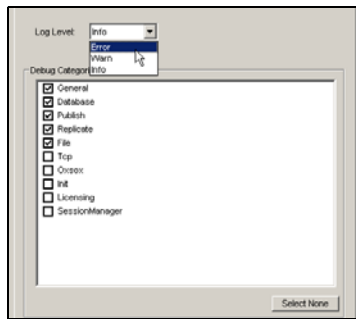 Log Level: Info
Error
Warn
Info
Debug Categor
General
Database
Publish
Replicate
File
Tcp
Oxsox
Init
Licensing
SessionManager
Select None